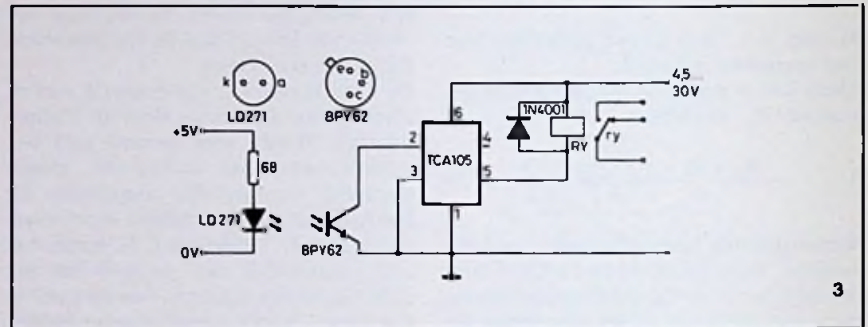 k a
e b c
LD271 BPY62
+5V
68
LD271
0V
BPY62
2
3
6
4
5
1
TCA105
1N4001
RY
ry
4,5
30V
3